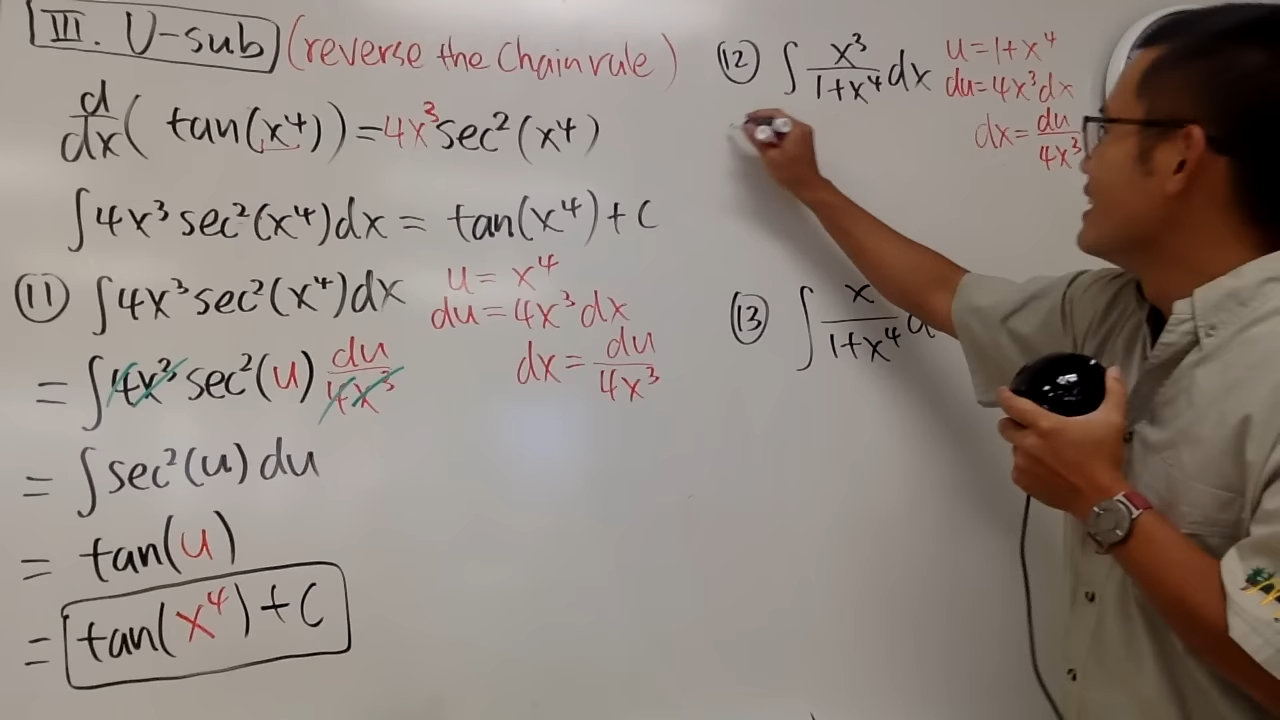 III. U-sub (reverse the Chain rule)
d/dx( tan(x⁴))=4x³sec²(x⁴)
∫4x³sec²(x⁴)dx = tan(x⁴)+C
(11) ∫4x³sec²(x⁴)dx
u= x⁴
du=4x³dx
dx= du/4x³
= ∫4x³sec²(u) du/4x³
= ∫sec²(u)du
= tan(u)
= tan(x⁴)+C
(12) ∫ x³/1+x⁴ dx
u=1+x⁴
du=4x³dx
dx= du/4x³
(13) ∫ x/1+x⁴ d